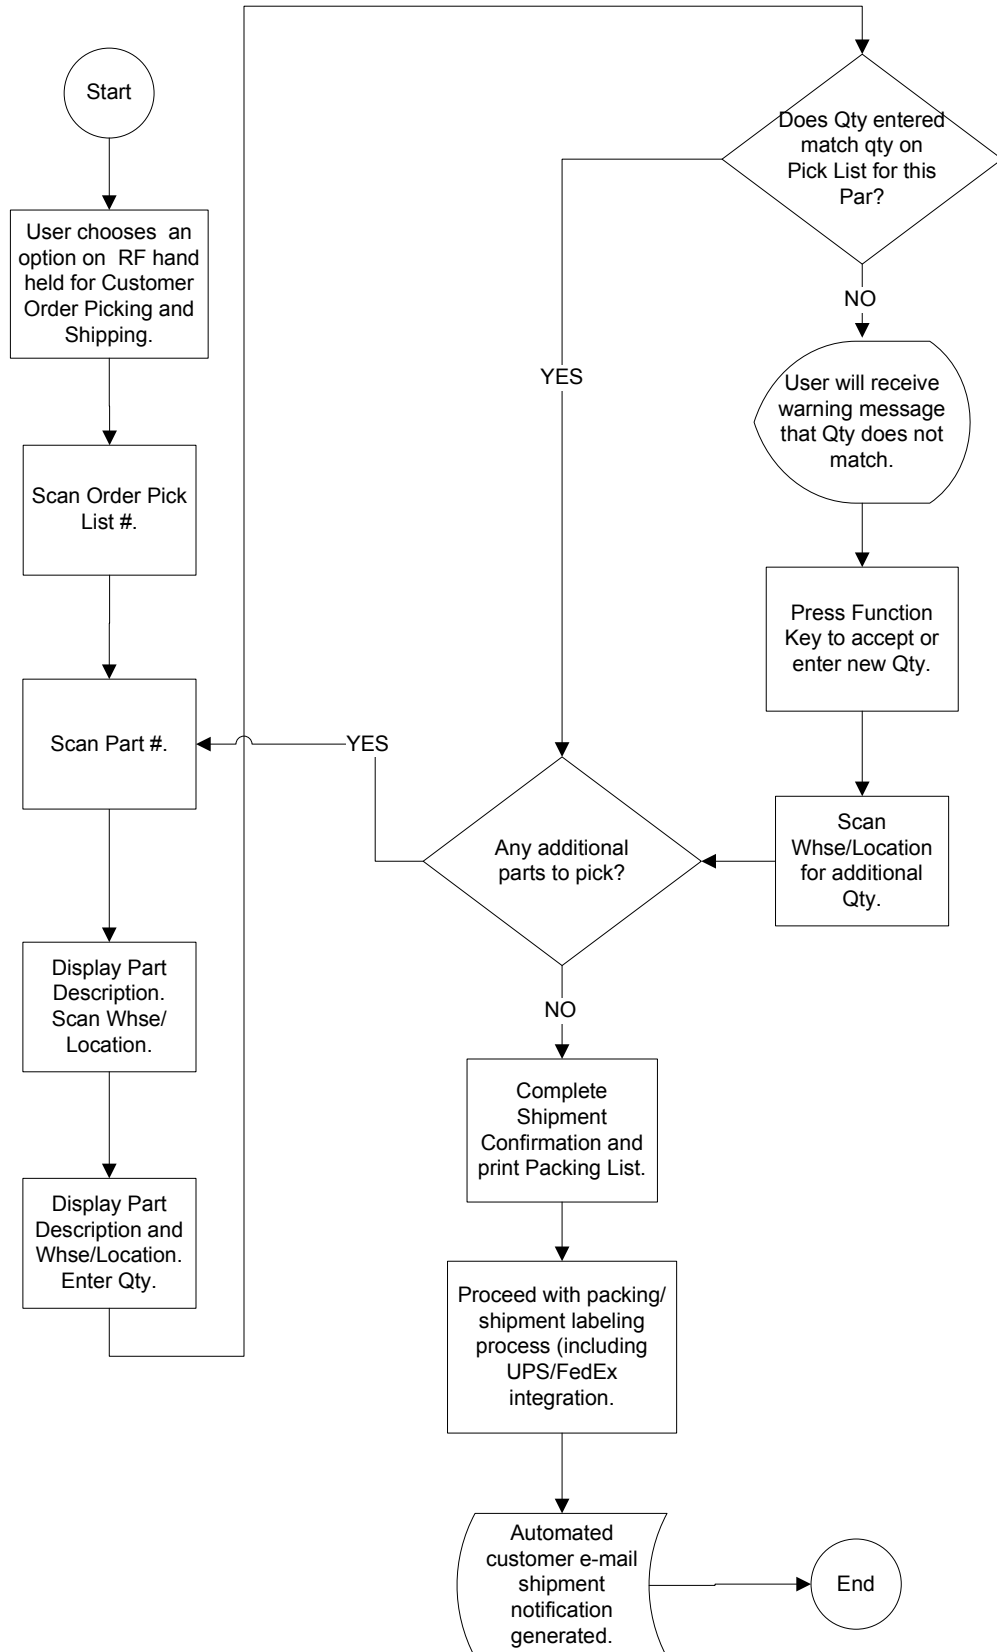 Start
User chooses an
option on RF hand
held for Customer
Order Picking and
Shipping.
Scan Order Pick
List #.
Scan Part #.
Display Part
Description.
Scan Whse/
Location.
Display Part
Description and
Whse/Location.
Enter Qty.
Does Qty entered
match qty on
Pick List for this
Par?
YES
NO
User will receive
warning message
that Qty does not
match.
Press Function
Key to accept or
enter new Qty.
Scan
Whse/Location
for additional
Qty.
Any additional
parts to pick?
YES
NO
Complete
Shipment
Confirmation and
print Packing List.
Proceed with packing/
shipment labeling
process (including
UPS/FedEx
integration.
Automated
customer e-mail
shipment
notification
generated.
End